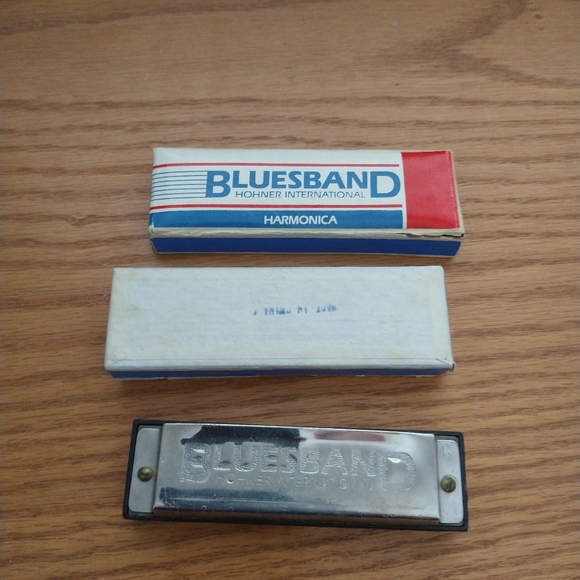 BLUESBAND
HOHNER INTERNATIONAL
HARMONICA
BLUESBAND
HOHNER INTERNATIONAL